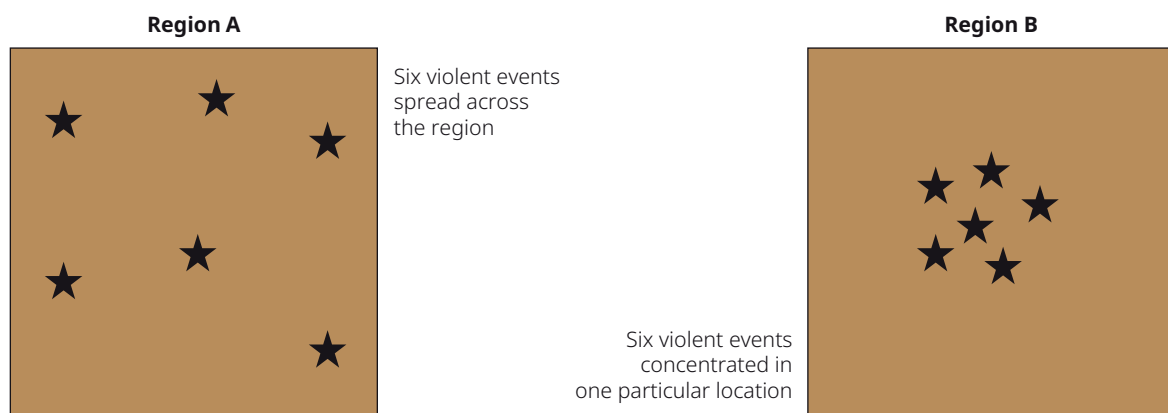 Region A
Six violent events
spread across
the region
Region B
Six violent events
concentrated in
one particular location